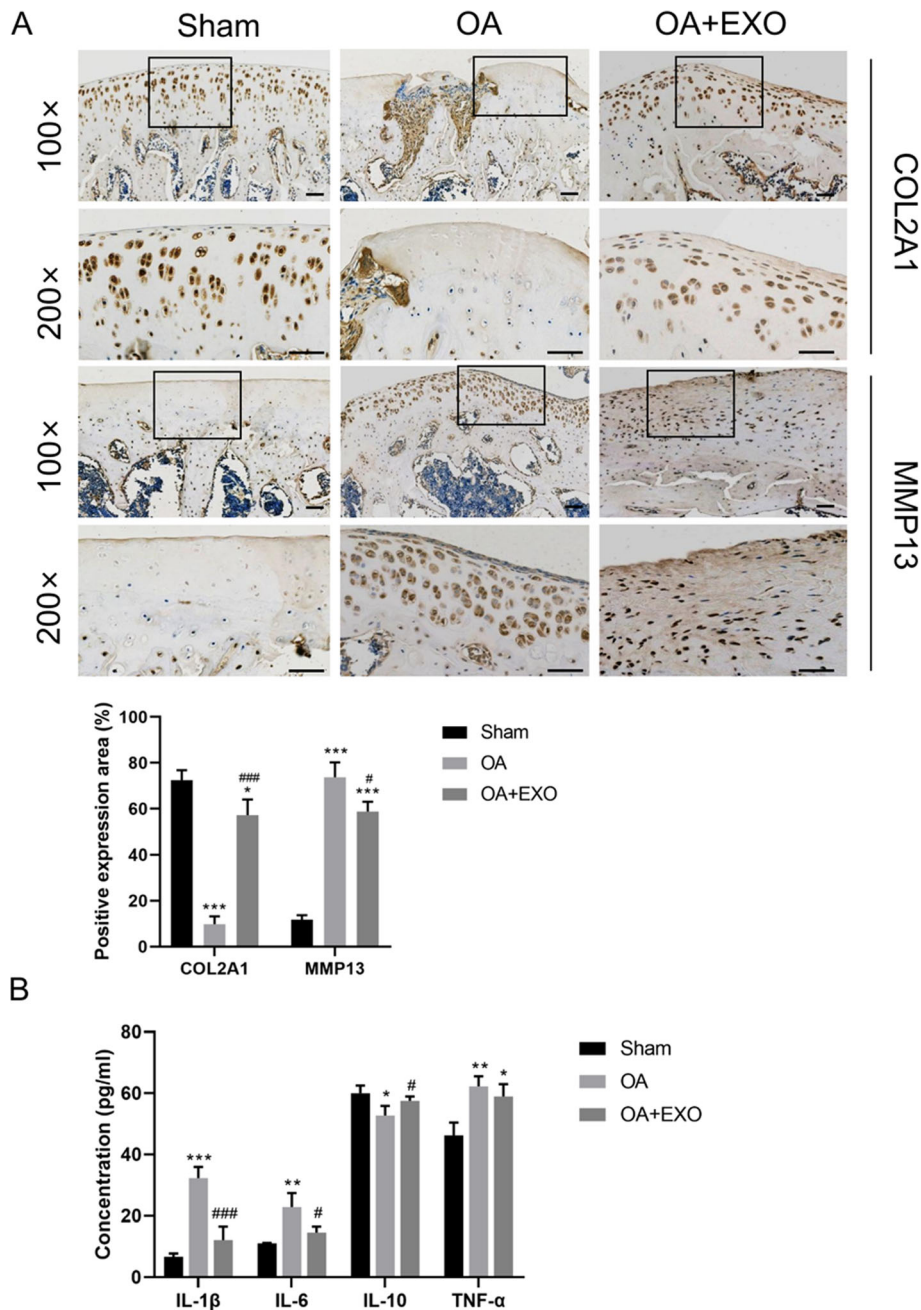 A
Sham OA OA+EXO
100×
200×
COL2A1
100×
200×
MMP13
Positive expression area (%)
100
80
60
40
20
0
***
###
*
***
#
***
COL2A1 MMP13
Sham
OA
OA+EXO
B
Concentration (pg/ml)
80
60
40
20
0
***
###
**
#
*
#
**
*
IL-1β IL-6 IL-10 TNF-α
Sham
OA
OA+EXO